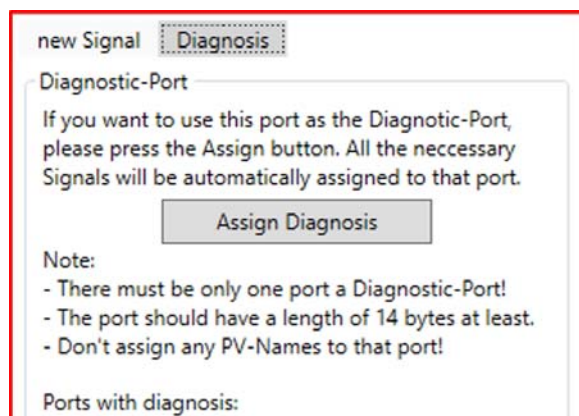 new Signal Diagnosis
Diagnostic-Port
If you want to use this port as the Diagnotic-Port,
please press the Assign button. All the neccessary
Signals will be automatically assigned to that port.
Assign Diagnosis
Note:
- There must be only one port a Diagnostic-Port!
- The port should have a length of 14 bytes at least.
- Don't assign any PV-Names to that port!
Ports with diagnosis: